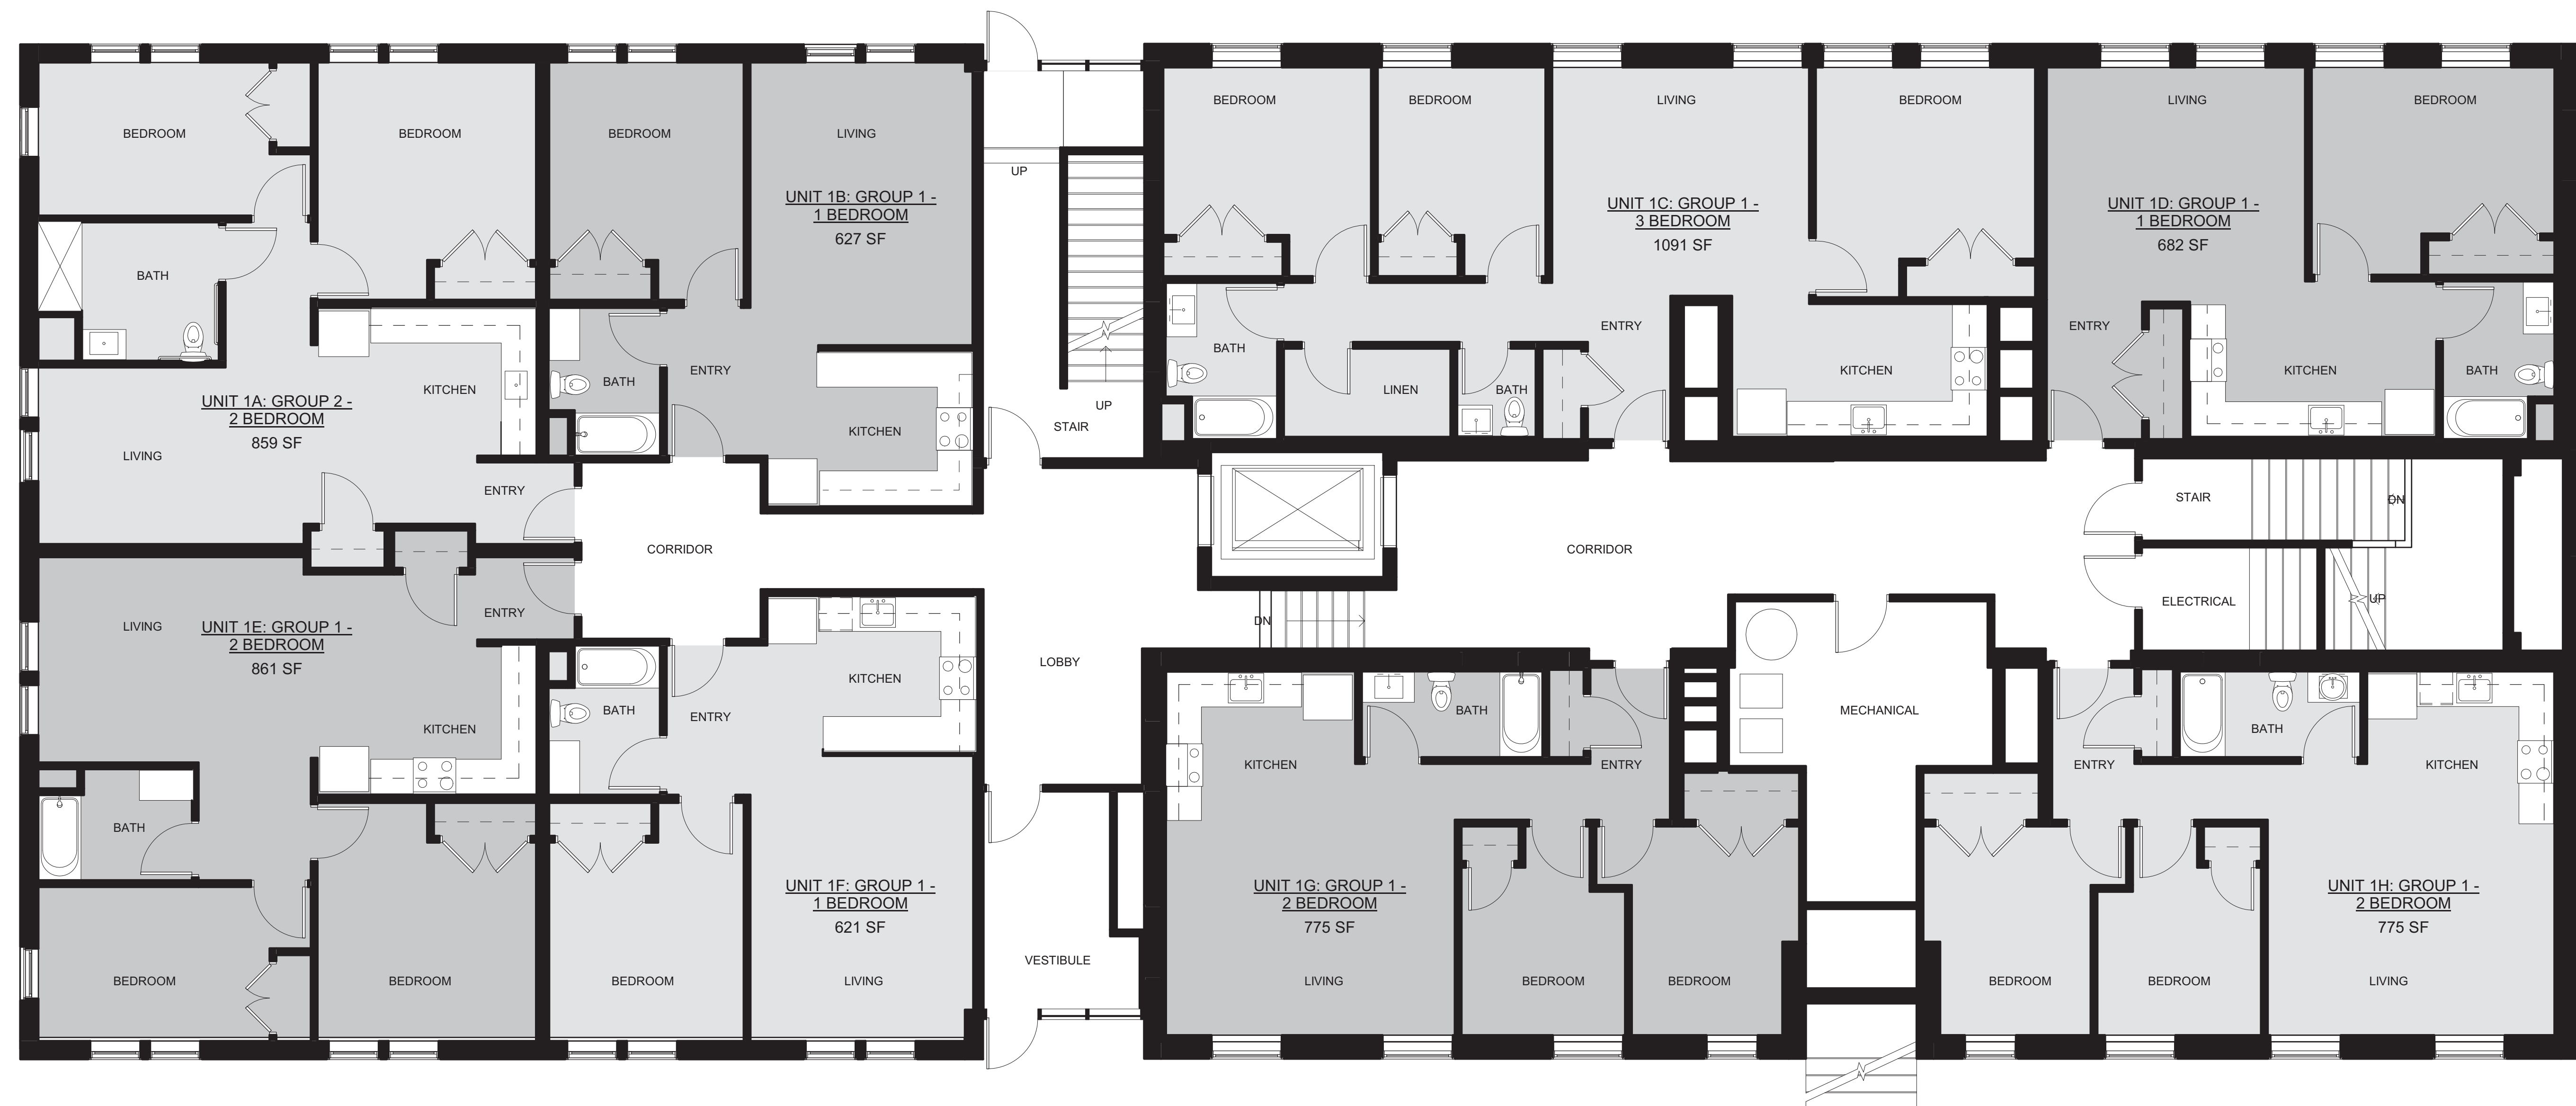 BEDROOM
BEDROOM
BEDROOM
LIVING
UNIT 1B: GROUP 1 -
1 BEDROOM
627 SF
BATH
KITCHEN
UNIT 1A: GROUP 2 -
2 BEDROOM
859 SF
LIVING
ENTRY
BATH
ENTRY
KITCHEN
UP
UP
STAIR
BEDROOM
BEDROOM
LIVING
BEDROOM
UNIT 1C: GROUP 1 -
3 BEDROOM
1091 SF
ENTRY
BATH
LINEN
BATH
KITCHEN
LIVING
BEDROOM
UNIT 1D: GROUP 1 -
1 BEDROOM
682 SF
ENTRY
KITCHEN
BATH
CORRIDOR
CORRIDOR
STAIR
DN
ELECTRICAL
UP
DN
LOBBY
LIVING
UNIT 1E: GROUP 1 -
2 BEDROOM
861 SF
ENTRY
KITCHEN
BATH
BEDROOM
BEDROOM
BATH
ENTRY
KITCHEN
UNIT 1F: GROUP 1 -
1 BEDROOM
621 SF
BEDROOM
LIVING
VESTIBULE
KITCHEN
BATH
ENTRY
UNIT 1G: GROUP 1 -
2 BEDROOM
775 SF
LIVING
BEDROOM
BEDROOM
MECHANICAL
ENTRY
BATH
KITCHEN
UNIT 1H: GROUP 1 -
2 BEDROOM
775 SF
BEDROOM
BEDROOM
LIVING